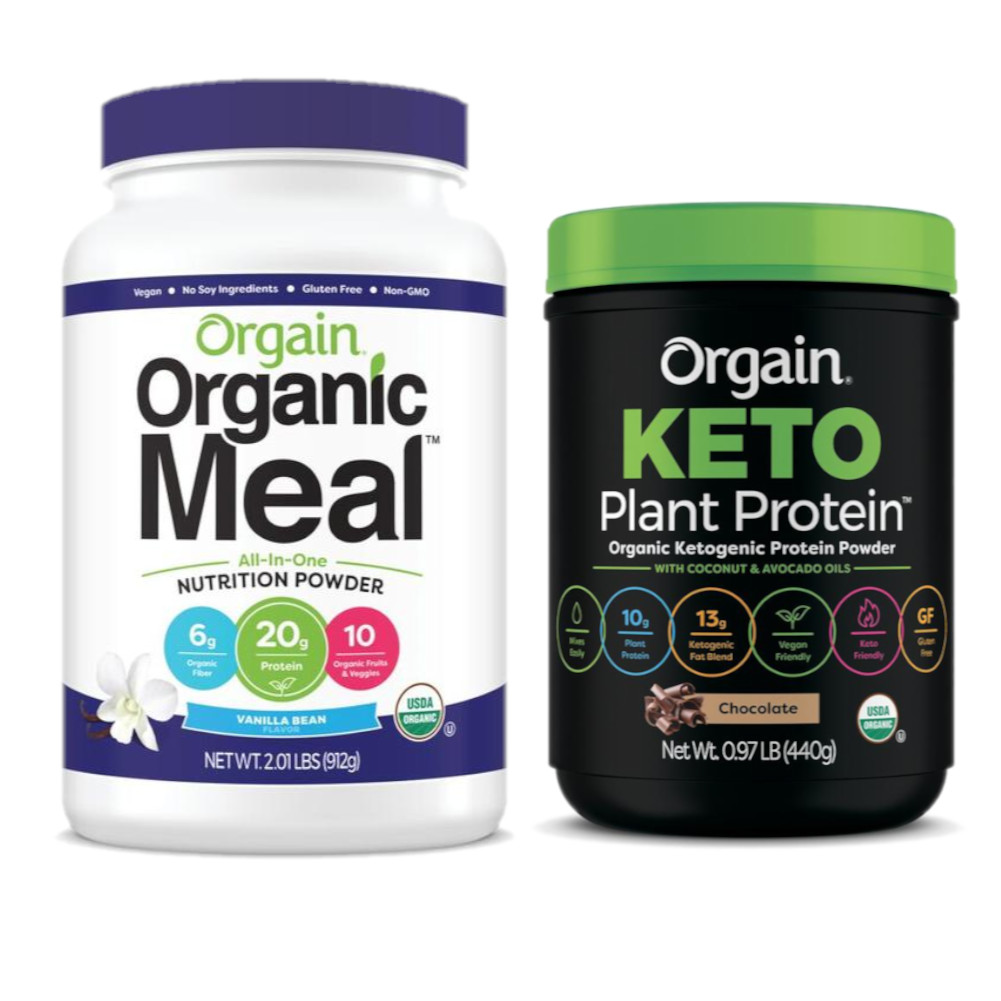 Vegan • No Soy Ingredients • Gluten Free • Non-GMO
Orgain.
Organic
Meal™
All-In-One
NUTRITION POWDER
6g
Organic
Fiber
20g
Protein
10
Organic Fruits
& Veggies
VANILLA BEAN
FLAVOR
USDA
ORGANIC
U
NET WT. 2.01 LBS (912g)
Orgain®
KETO
Plant Protein™
Organic Ketogenic Protein Powder
WITH COCONUT & AVOCADO OILS
Mixes
Easily
10g
Plant
Protein
13g
Ketogenic
Fat Blend
Vegan
Friendly
Keto
Friendly
GF
Gluten
Free
Chocolate
USDA
ORGANIC
U
Net Wt. 0.97 LB (440g)